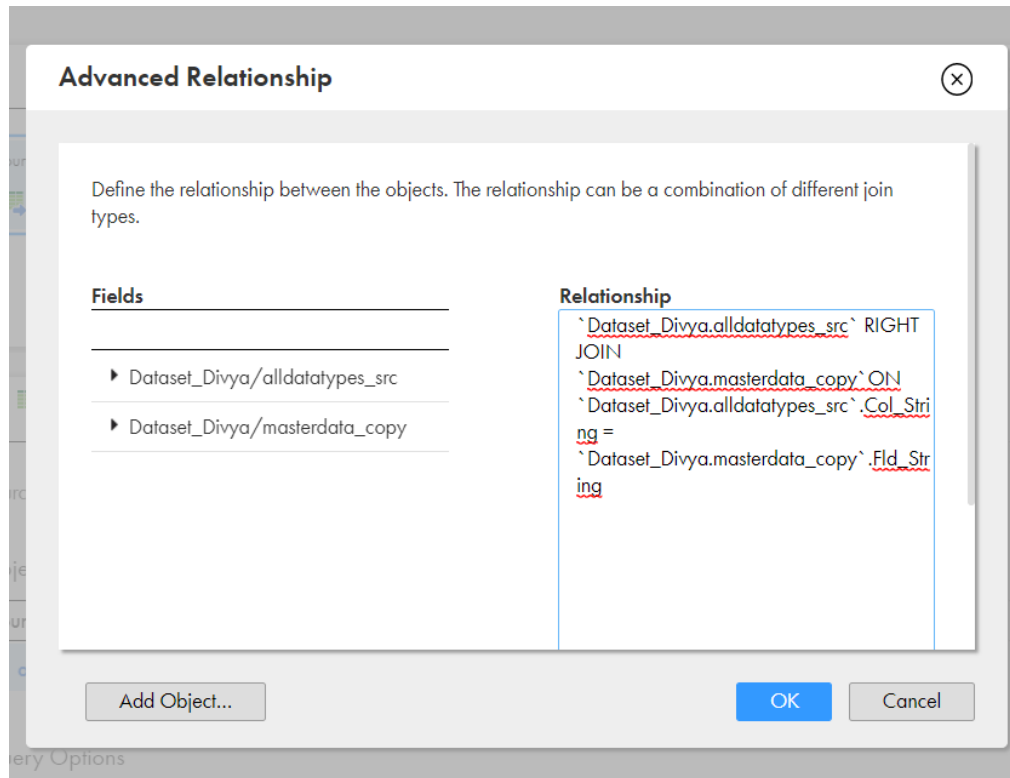 Advanced Relationship
Define the relationship between the objects. The relationship can be a combination of different join
types.
Fields
Relationship
Dataset_Divya/alldatatypes_src
Dataset_Divya/masterdata_copy
`Dataset_Divya.alldatatypes_src` RIGHT
JOIN
`Dataset_Divya.masterdata_copy`ON
`Dataset_Divya.alldatatypes_src`.Col_Stri
ng =
`Dataset_Divya.masterdata_copy`.Fld_Str
ing
Add Object...
OK
Cancel
Options